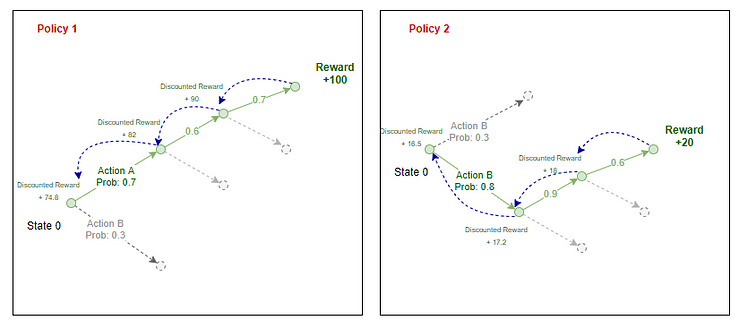 Policy 1
Reward
+100
Discounted Reward
+ 90
0.7
Discounted Reward
+ 82
0.6
Action A
Prob: 0.7
Discounted Reward
+ 74.8
State 0
Action B
Prob: 0.3
Policy 2
Action B
Prob: 0.3
Discounted Reward
+ 16.5
Reward
+20
State 0
Discounted Reward
+ 18
0.6
Action B
Prob: 0.8
0.9
Discounted Reward
+ 17.2